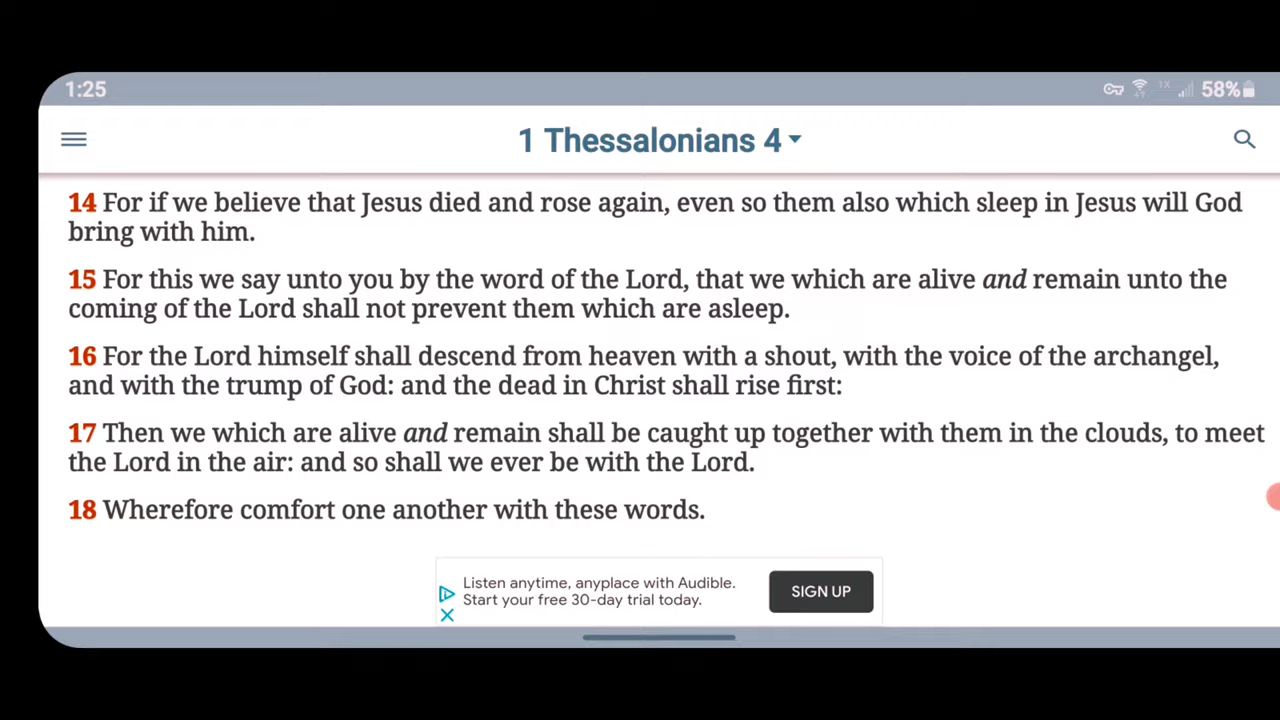 1:25 1X 58%
1 Thessalonians 4
14 For if we believe that Jesus died and rose again, even so them also which sleep in Jesus will God
bring with him.
15 For this we say unto you by the word of the Lord, that we which are alive and remain unto the
coming of the Lord shall not prevent them which are asleep.
16 For the Lord himself shall descend from heaven with a shout, with the voice of the archangel,
and with the trump of God: and the dead in Christ shall rise first:
17 Then we which are alive and remain shall be caught up together with them in the clouds, to meet
the Lord in the air: and so shall we ever be with the Lord.
18 Wherefore comfort one another with these words.
Listen anytime, anyplace with Audible.
Start your free 30-day trial today.
SIGN UP